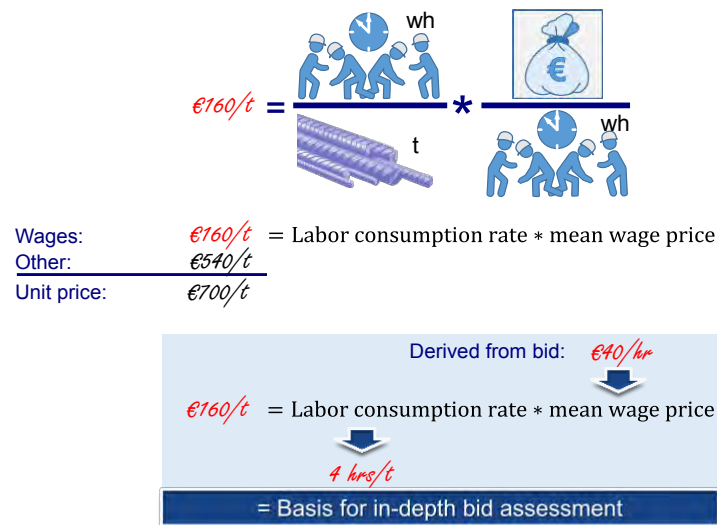 wh
€160/t = * €
t wh
Wages: €160/t = Labor consumption rate ∗ mean wage price
Other: €540/t
Unit price: €700/t
Derived from bid: €40/hr
€160/t = Labor consumption rate ∗ mean wage price
4 hrs/t
= Basis for in-depth bid assessment